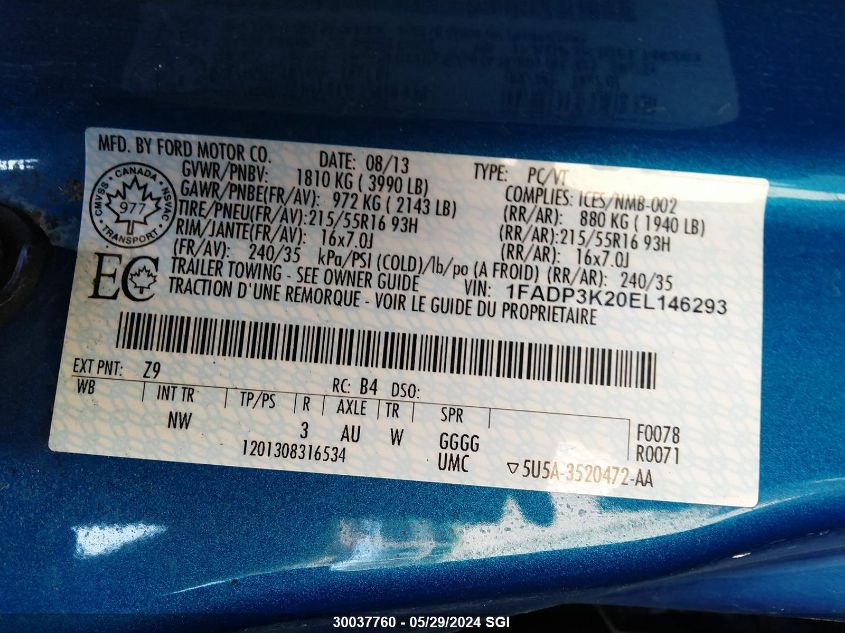 MFD. BY FORD MOTOR CO. DATE: 08/13 TYPE: PC/VT
GVWR/PNBV: 1810 KG ( 3990 LB) COMPLIES: ICES/NMB-002
GAWR/PNBE(FR/AV): 972 KG ( 2143 LB) (RR/AR): 880 KG ( 1940 LB)
TIRE/PNEU(FR/AV): 215/55R16 93H (RR/AR): 215/55R16 93H
RIM/JANTE(FR/AV): 16x7.0J (RR/AR): 16x7.0J
(FR/AV): 240/35 kPa/PSI (COLD)/lb/po (A FROID) (RR/AR): 240/35
TRAILER TOWING - SEE OWNER GUIDE VIN: 1FADP3K20EL146293
TRACTION D'UNE REMORQUE - VOIR LE GUIDE DU PROPRIETAIRE
CANADA
CMVSS 977 NSVAC
TRANSPORT
EC
EXT PNT: Z9 RC: B4 DSO:
WB INT TR TP/PS R AXLE TR SPR F0078
NW 3 AU W GGGG R0071
1201308316534 UMC ▽5U5A-3520472-AA
30037760 - 05/29/2024 SGI